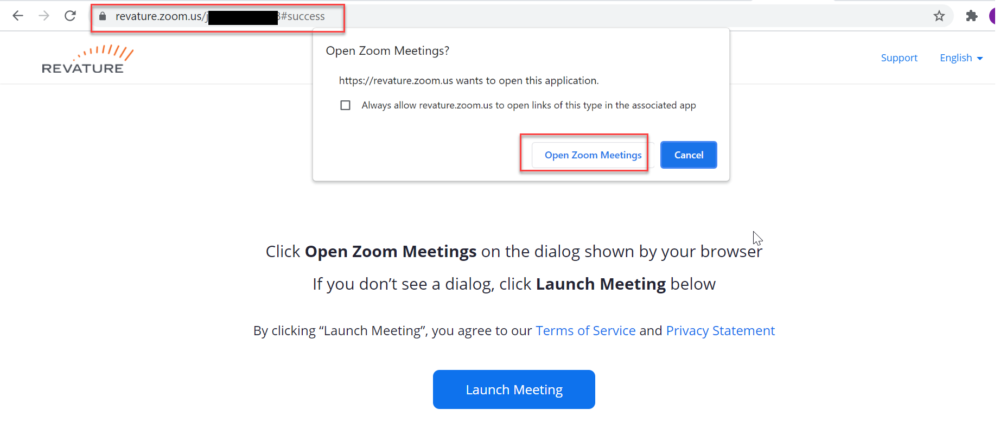 revature.zoom.us/j 3#success
Open Zoom Meetings?
https://revature.zoom.us wants to open this application.
Always allow revature.zoom.us to open links of this type in the associated app
Open Zoom Meetings
Cancel
REVATURE
Support
English
Click Open Zoom Meetings on the dialog shown by your browser
If you don’t see a dialog, click Launch Meeting below
By clicking “Launch Meeting”, you agree to our Terms of Service and Privacy Statement
Launch Meeting